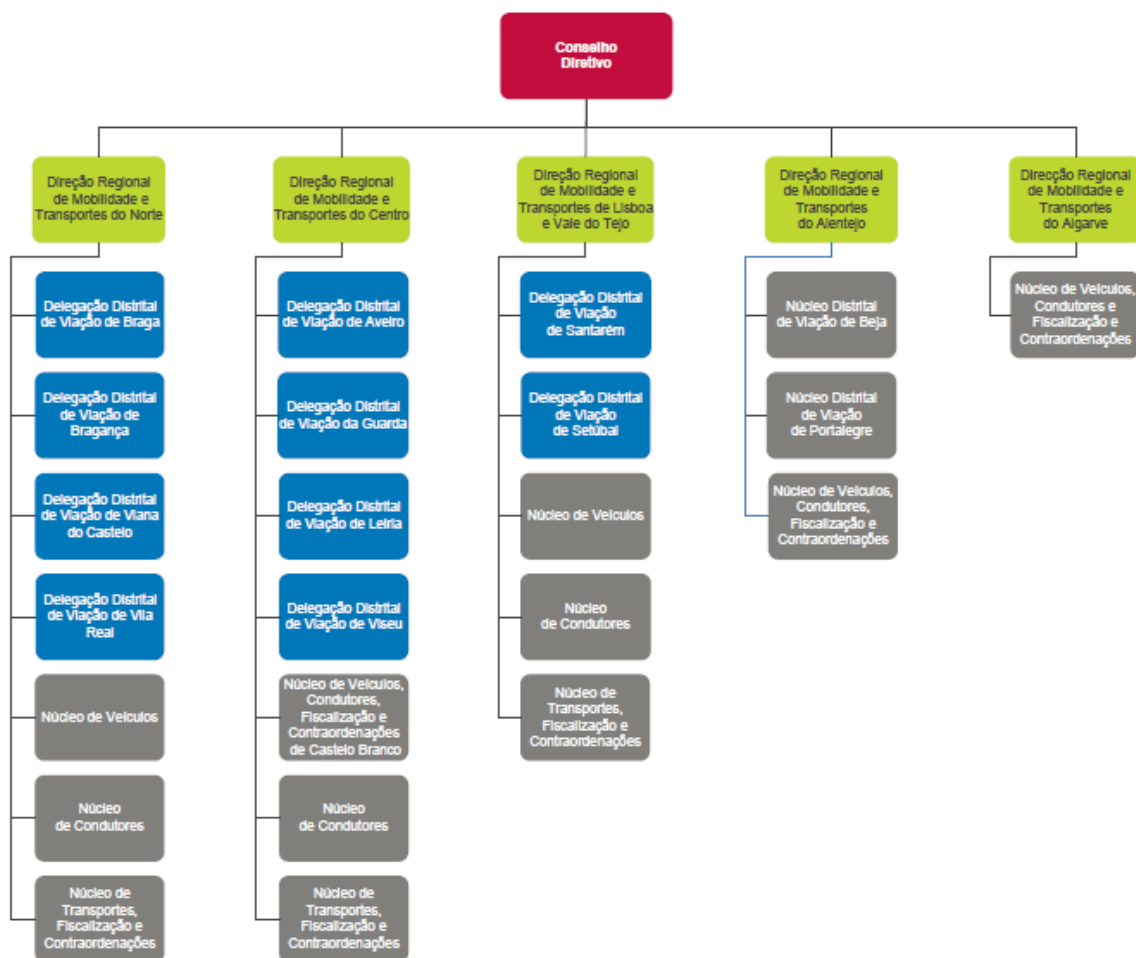 Conselho
Diretivo
Direção Regional
de Mobilidade e
Transportes do Norte
Direção Regional
de Mobilidade e
Transportes do Centro
Direção Regional
de Mobilidade e
Transportes de Lisboa
e Vale do Tejo
Direção Regional
de Mobilidade e
Transportes
do Alentejo
Direcção Regional
de Mobilidade e
Transportes
do Algarve
Delegação Distrital
de Viação de Braga
Delegação Distrital
de Viação de
Bragança
Delegação Distrital
de Viação de Viana
do Castelo
Delegação Distrital
de Viação de Vila
Real
Núcleo de Veículos
Núcleo
de Condutores
Núcleo de
Transportes,
Fiscalização e
Contraordenações
Delegação Distrital
de Viação de Aveiro
Delegação Distrital
de Viação da Guarda
Delegação Distrital
de Viação de Leiria
Delegação Distrital
de Viação de Viseu
Núcleo de Veículos,
Condutores,
Fiscalização e
Contraordenações
de Castelo Branco
Núcleo
de Condutores
Núcleo de
Transportes,
Fiscalização e
Contraordenações
Delegação Distrital
de Viação
de Santarém
Delegação Distrital
de Viação
de Setúbal
Núcleo de Veículos
Núcleo
de Condutores
Núcleo de
Transportes,
Fiscalização e
Contraordenações
Núcleo Distrital
de Viação de Beja
Núcleo Distrital
de Viação
de Portalegre
Núcleo de Veículos,
Condutores,
Fiscalização e
Contraordenações
Núcleo de Veículos,
Condutores e
Fiscalização e
Contraordenações